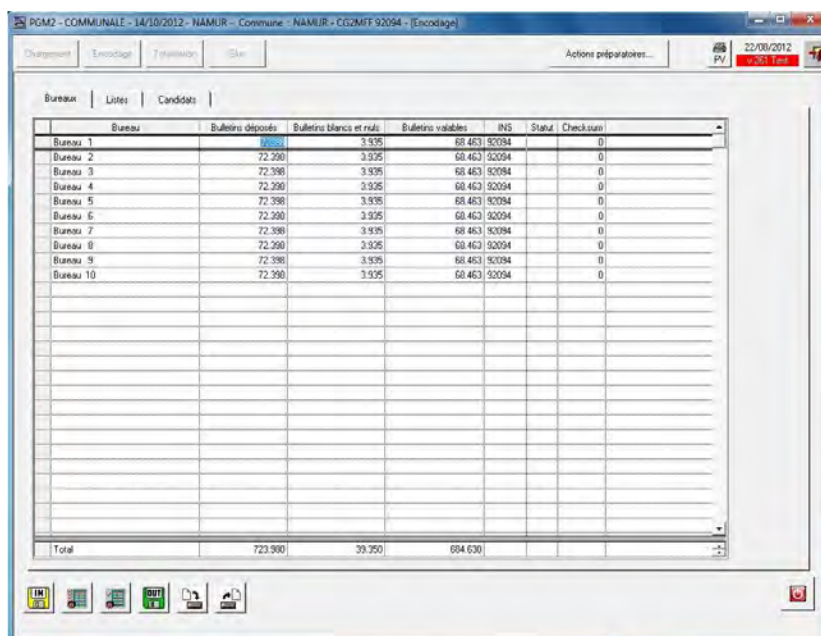 PGM2 - COMMUNALE - 14/10/2012 - NAMUR - Commune : NAMUR - CG2MFF 92094 - (Encodage)
Chargement Encodage Totalisation Actions préparatoires... PV 22/08/2012
v 261 Test
Bureaux Listes Candidats
Bureau Bulletins déposés Bulletins blancs et nuls Bulletins valables INS Statut Checksum
Bureau 1 3.935 68.463 92094 0
Bureau 2 72.398 3.935 68.463 92094 0
Bureau 3 72.398 3.935 68.463 92094 0
Bureau 4 72.398 3.935 68.463 92094 0
Bureau 5 72.398 3.935 68.463 92094 0
Bureau 6 72.398 3.935 68.463 92094 0
Bureau 7 72.398 3.935 68.463 92094 0
Bureau 8 72.398 3.935 68.463 92094 0
Bureau 9 72.398 3.935 68.463 92094 0
Bureau 10 72.398 3.935 68.463 92094 0
Total 723.980 39.350 684.630
IN OUT